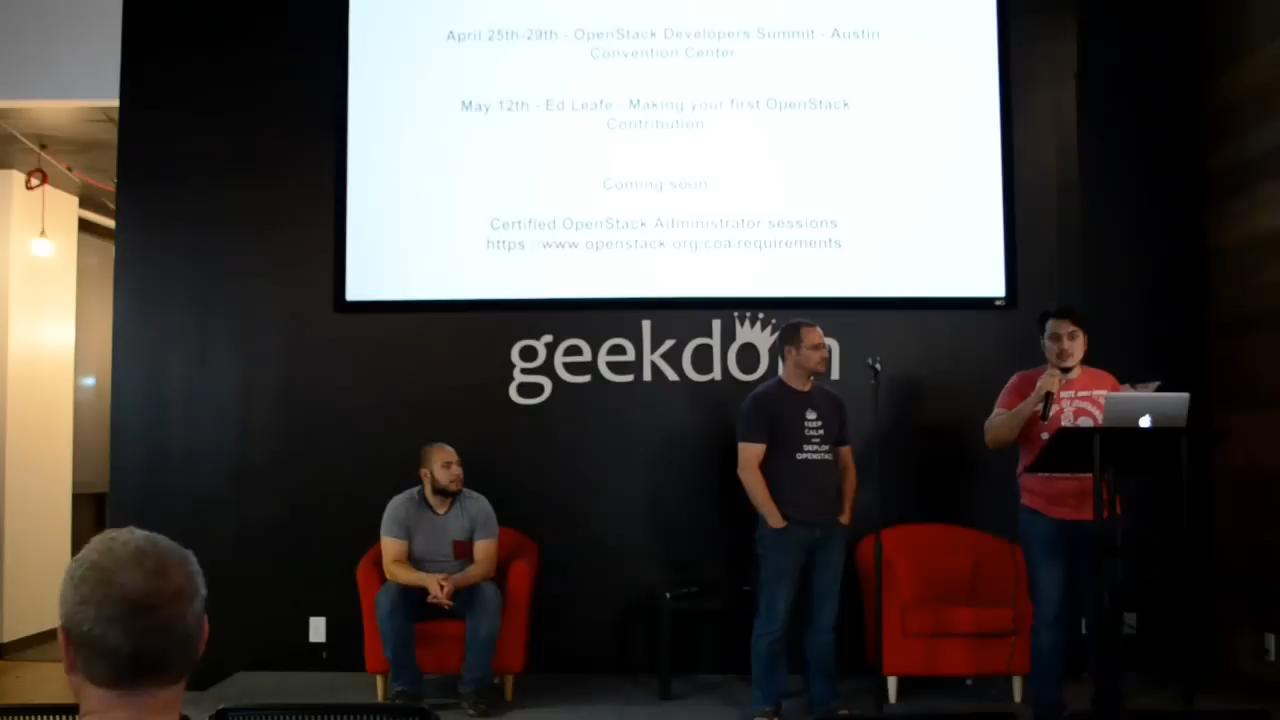 April 25th-29th - OpenStack Developers Summit - Austin
Convention Center
May 12th - Ed Leafe - Making your first OpenStack
Contribution
Coming soon
Certified OpenStack Administrator sessions
https://www.openstack.org/coa/requirements
geekdom
KEEP
CALM
AND
DEPLOY
OPENSTACK